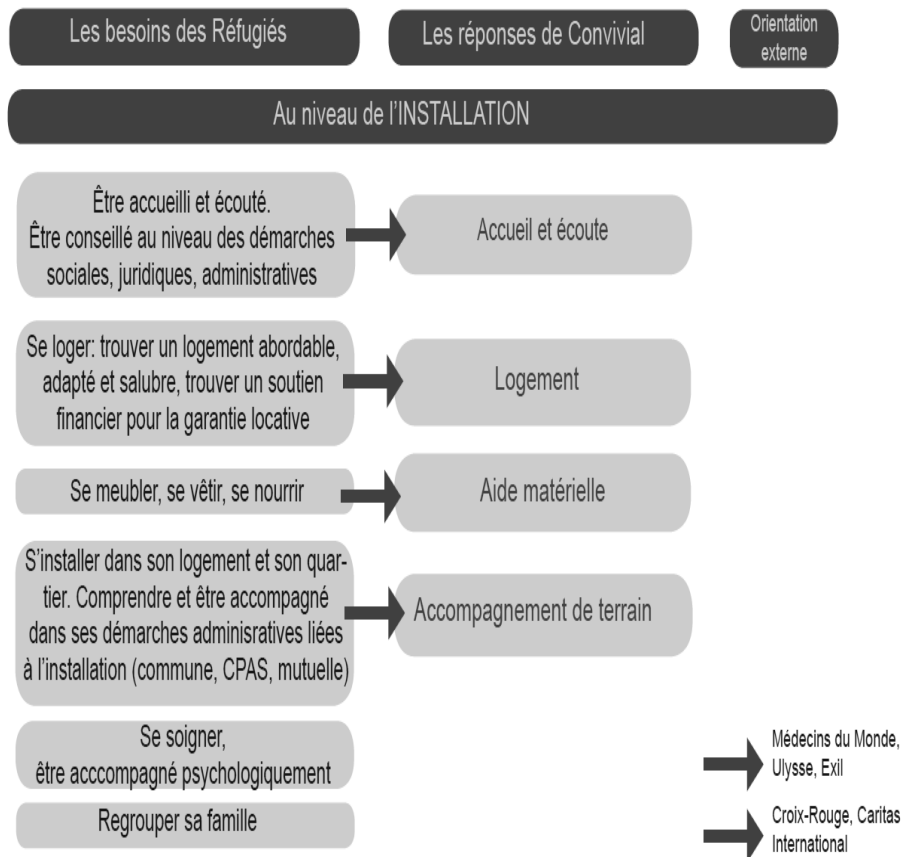 Les besoins des Réfugiés
Les réponses de Convivial
Orientation
externe
Au niveau de l'INSTALLATION
Être accueilli et écouté.
Être conseillé au niveau des démarches
sociales, juridiques, administratives
Accueil et écoute
Se loger: trouver un logement abordable,
adapté et salubre, trouver un soutien
financier pour la garantie locative
Logement
Se meubler, se vêtir, se nourrir
Aide matérielle
S'installer dans son logement et son quar-
tier. Comprendre et être accompagné
dans ses démarches adminisratives liées
à l'installation (commune, CPAS, mutuelle)
Accompagnement de terrain
Se soigner,
être acccompagné psychologiquement
Médecins du Monde,
Ulysse, Exil
Regrouper sa famille
Croix-Rouge, Caritas
International